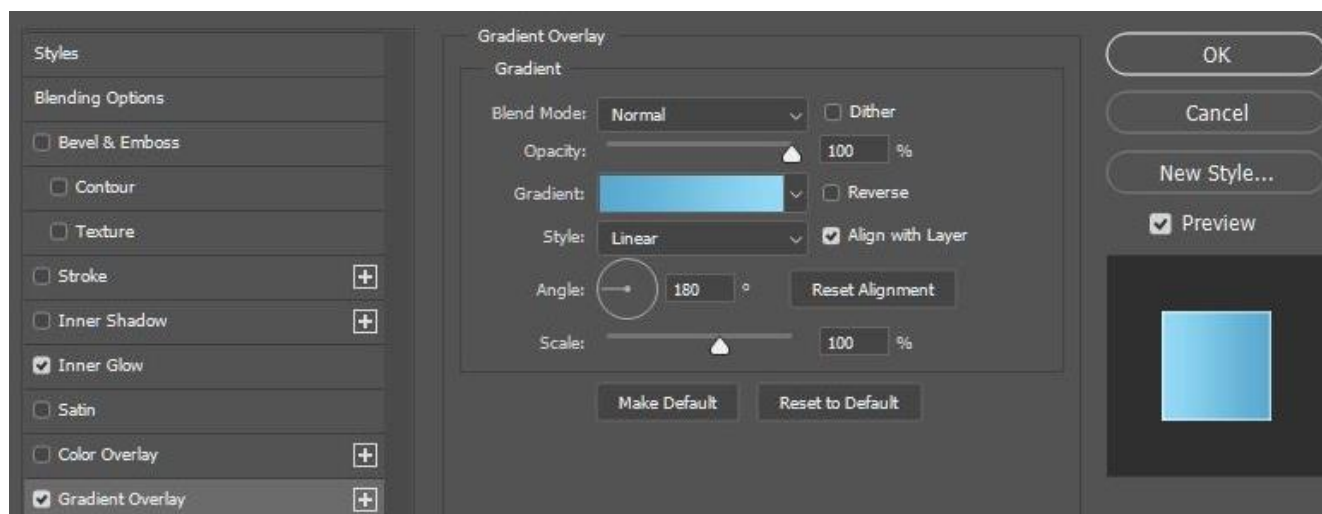 Styles
Blending Options
Bevel & Emboss
Contour
Texture
Stroke
Inner Shadow
Inner Glow
Satin
Color Overlay
Gradient Overlay
Gradient Overlay
Gradient
Blend Mode: Normal Dither
Opacity: 100 %
Gradient: Reverse
Style: Linear Align with Layer
Angle: 180 ° Reset Alignment
Scale: 100 %
Make Default Reset to Default
OK
Cancel
New Style...
Preview